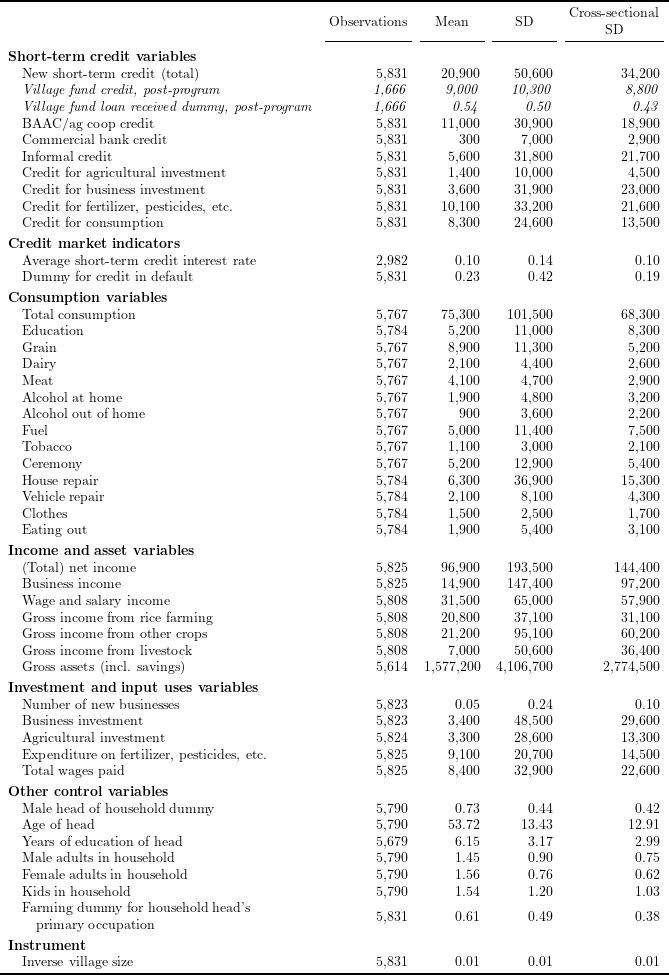 Observations Mean SD Cross-sectional SD
Short-term credit variables
New short-term credit (total) 5,831 20,900 50,600 34,200
Village fund credit, post-program 1,666 9,000 10,300 8,800
Village fund loan received dummy, post-program 1,666 0.54 0.50 0.43
BAAC/ag coop credit 5,831 11,000 30,900 18,900
Commercial bank credit 5,831 300 7,000 2,900
Informal credit 5,831 5,600 31,800 21,700
Credit for agricultural investment 5,831 1,400 10,000 4,500
Credit for business investment 5,831 3,600 31,900 23,000
Credit for fertilizer, pesticides, etc. 5,831 10,100 33,200 21,600
Credit for consumption 5,831 8,300 24,600 13,500
Credit market indicators
Average short-term credit interest rate 2,982 0.10 0.14 0.10
Dummy for credit in default 5,831 0.23 0.42 0.19
Consumption variables
Total consumption 5,767 75,300 101,500 68,300
Education 5,784 5,200 11,000 8,300
Grain 5,767 8,900 11,300 5,200
Dairy 5,767 2,100 4,400 2,600
Meat 5,767 4,100 4,700 2,900
Alcohol at home 5,767 1,900 4,800 3,200
Alcohol out of home 5,767 900 3,600 2,200
Fuel 5,767 5,000 11,400 7,500
Tobacco 5,767 1,100 3,000 2,100
Ceremony 5,767 5,200 12,900 5,400
House repair 5,784 6,300 36,900 15,300
Vehicle repair 5,784 2,100 8,100 4,300
Clothes 5,784 1,500 2,500 1,700
Eating out 5,784 1,900 5,400 3,100
Income and asset variables
(Total) net income 5,825 96,900 193,500 144,400
Business income 5,825 14,900 147,400 97,200
Wage and salary income 5,808 31,500 65,000 57,900
Gross income from rice farming 5,808 20,800 37,100 31,100
Gross income from other crops 5,808 21,200 95,100 60,200
Gross income from livestock 5,808 7,000 50,600 36,400
Gross assets (incl. savings) 5,614 1,577,200 4,106,700 2,774,500
Investment and input uses variables
Number of new businesses 5,823 0.05 0.24 0.10
Business investment 5,823 3,400 48,500 29,600
Agricultural investment 5,824 3,300 28,600 13,300
Expenditure on fertilizer, pesticides, etc. 5,825 9,100 20,700 14,500
Total wages paid 5,825 8,400 32,900 22,600
Other control variables
Male head of household dummy 5,790 0.73 0.44 0.42
Age of head 5,790 53.72 13.43 12.91
Years of education of head 5,679 6.15 3.17 2.99
Male adults in household 5,790 1.45 0.90 0.75
Female adults in household 5,790 1.56 0.76 0.62
Kids in household 5,790 1.54 1.20 1.03
Farming dummy for household head's
primary occupation 5,831 0.61 0.49 0.38
Instrument
Inverse village size 5,831 0.01 0.01 0.01